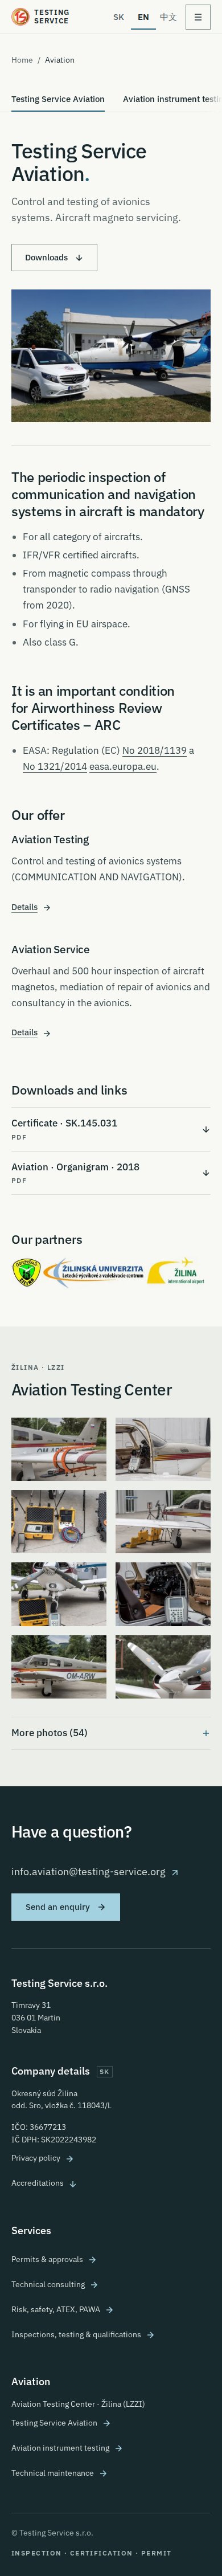 TESTING
SERVICE
SK EN 中文
Home / Aviation
Testing Service Aviation Aviation instrument testin
Testing Service
Aviation.
Control and testing of avionics
systems. Aircraft magneto servicing.
Downloads
The periodic inspection of
communication and navigation
systems in aircraft is mandatory
For all category of aircrafts.
IFR/VFR certified aircrafts.
From magnetic compass through
transponder to radio navigation (GNSS
from 2020).
For flying in EU airspace.
Also class G.
It is an important condition
for Airworthiness Review
Certificates – ARC
EASA: Regulation (EC) No 2018/1139 a
No 1321/2014 easa.europa.eu.
Our offer
Aviation Testing
Control and testing of avionics systems
(COMMUNICATION AND NAVIGATION).
Details
Aviation Service
Overhaul and 500 hour inspection of aircraft
magnetos, mediation of repair of avionics and
consultancy in the avionics.
Details
Downloads and links
Certificate · SK.145.031
PDF
Aviation · Organigram · 2018
PDF
Our partners
ŽILINSKÁ UNIVERZITA
Letecké výcvikové a vzdelávacie centrum
ŽILINA
international airport
ŽILINA · LZZI
Aviation Testing Center
OM-ARW
More photos (54)
Have a question?
info.aviation@testing-service.org
Send an enquiry
Testing Service s.r.o.
Timravy 31
036 01 Martin
Slovakia
Company details SK
Okresný súd Žilina
odd. Sro, vložka č. 118043/L
IČO: 36677213
IČ DPH: SK2022243982
Privacy policy
Accreditations
Services
Permits & approvals
Technical consulting
Risk, safety, ATEX, PAWA
Inspections, testing & qualifications
Aviation
Aviation Testing Center · Žilina (LZZI)
Testing Service Aviation
Aviation instrument testing
Technical maintenance
© Testing Service s.r.o.
INSPECTION · CERTIFICATION · PERMIT